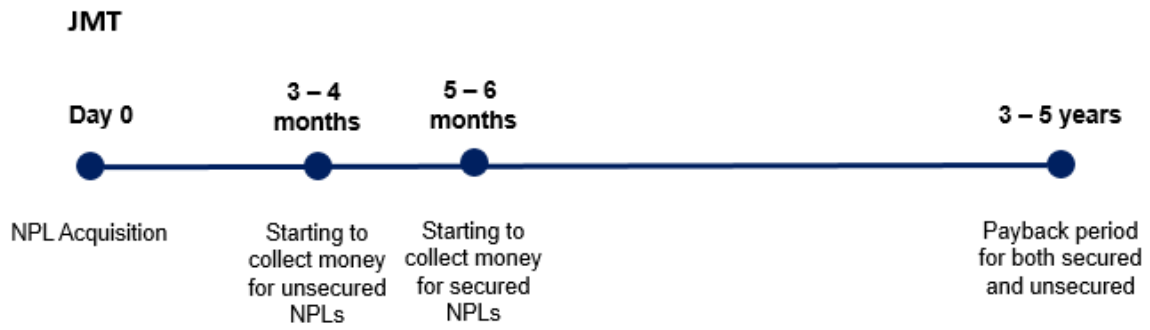 JMT
Day 0
3 – 4
months
5 – 6
months
3 – 5 years
NPL Acquisition
Starting to
collect money
for unsecured
NPLs
Starting to
collect money
for secured
NPLs
Payback period
for both secured
and unsecured